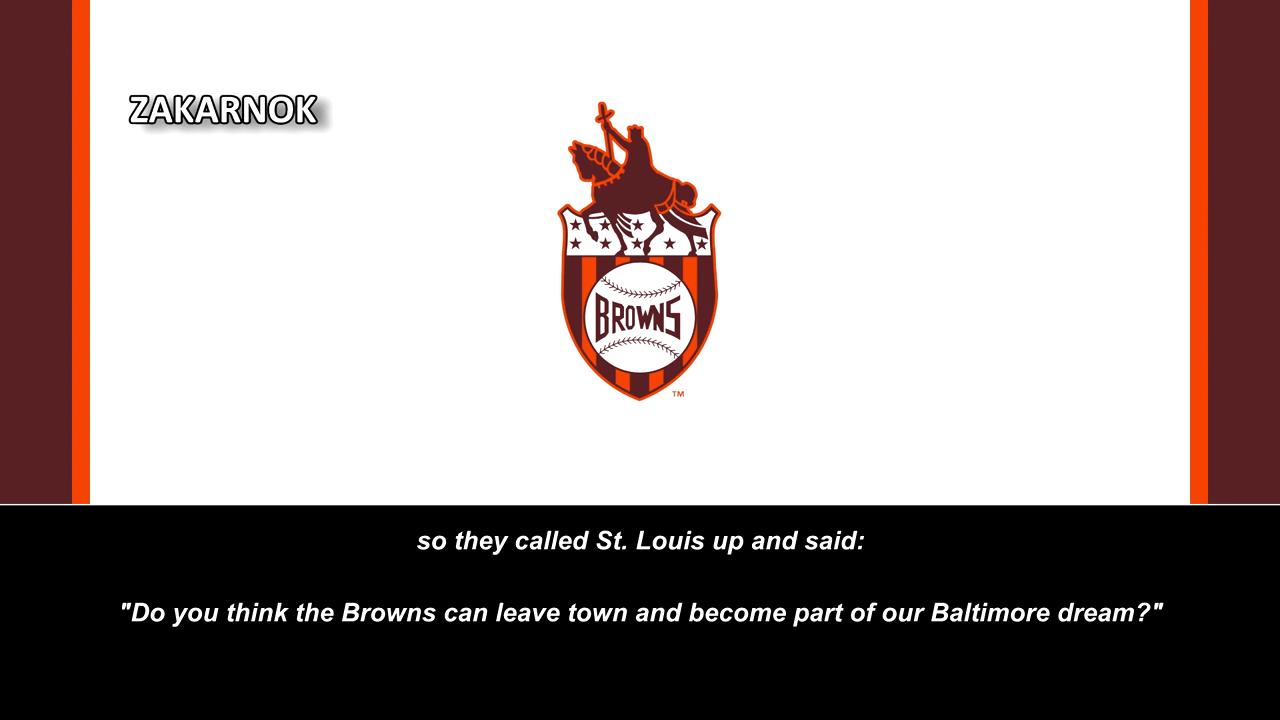 ZAKARNOK
BROWNS
TM
so they called St. Louis up and said:
"Do you think the Browns can leave town and become part of our Baltimore dream?"